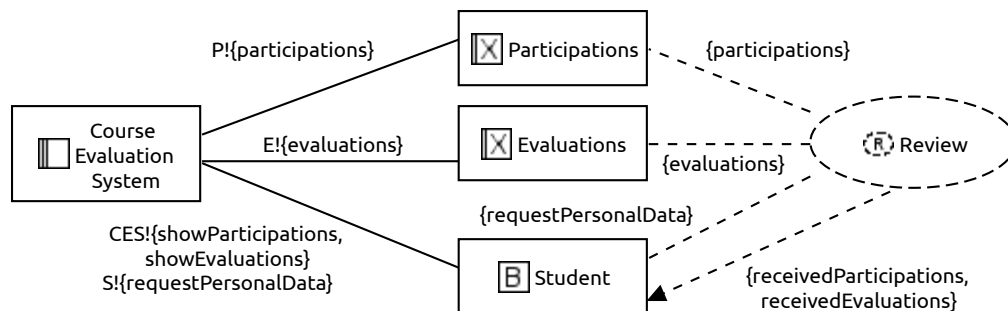 P!{participations}
X Participations
{participations}
Course
Evaluation
System
E!{evaluations}
X Evaluations
{evaluations}
R Review
CES!{showParticipations,
showEvaluations}
S!{requestPersonalData}
{requestPersonalData}
B Student
{receivedParticipations,
receivedEvaluations}